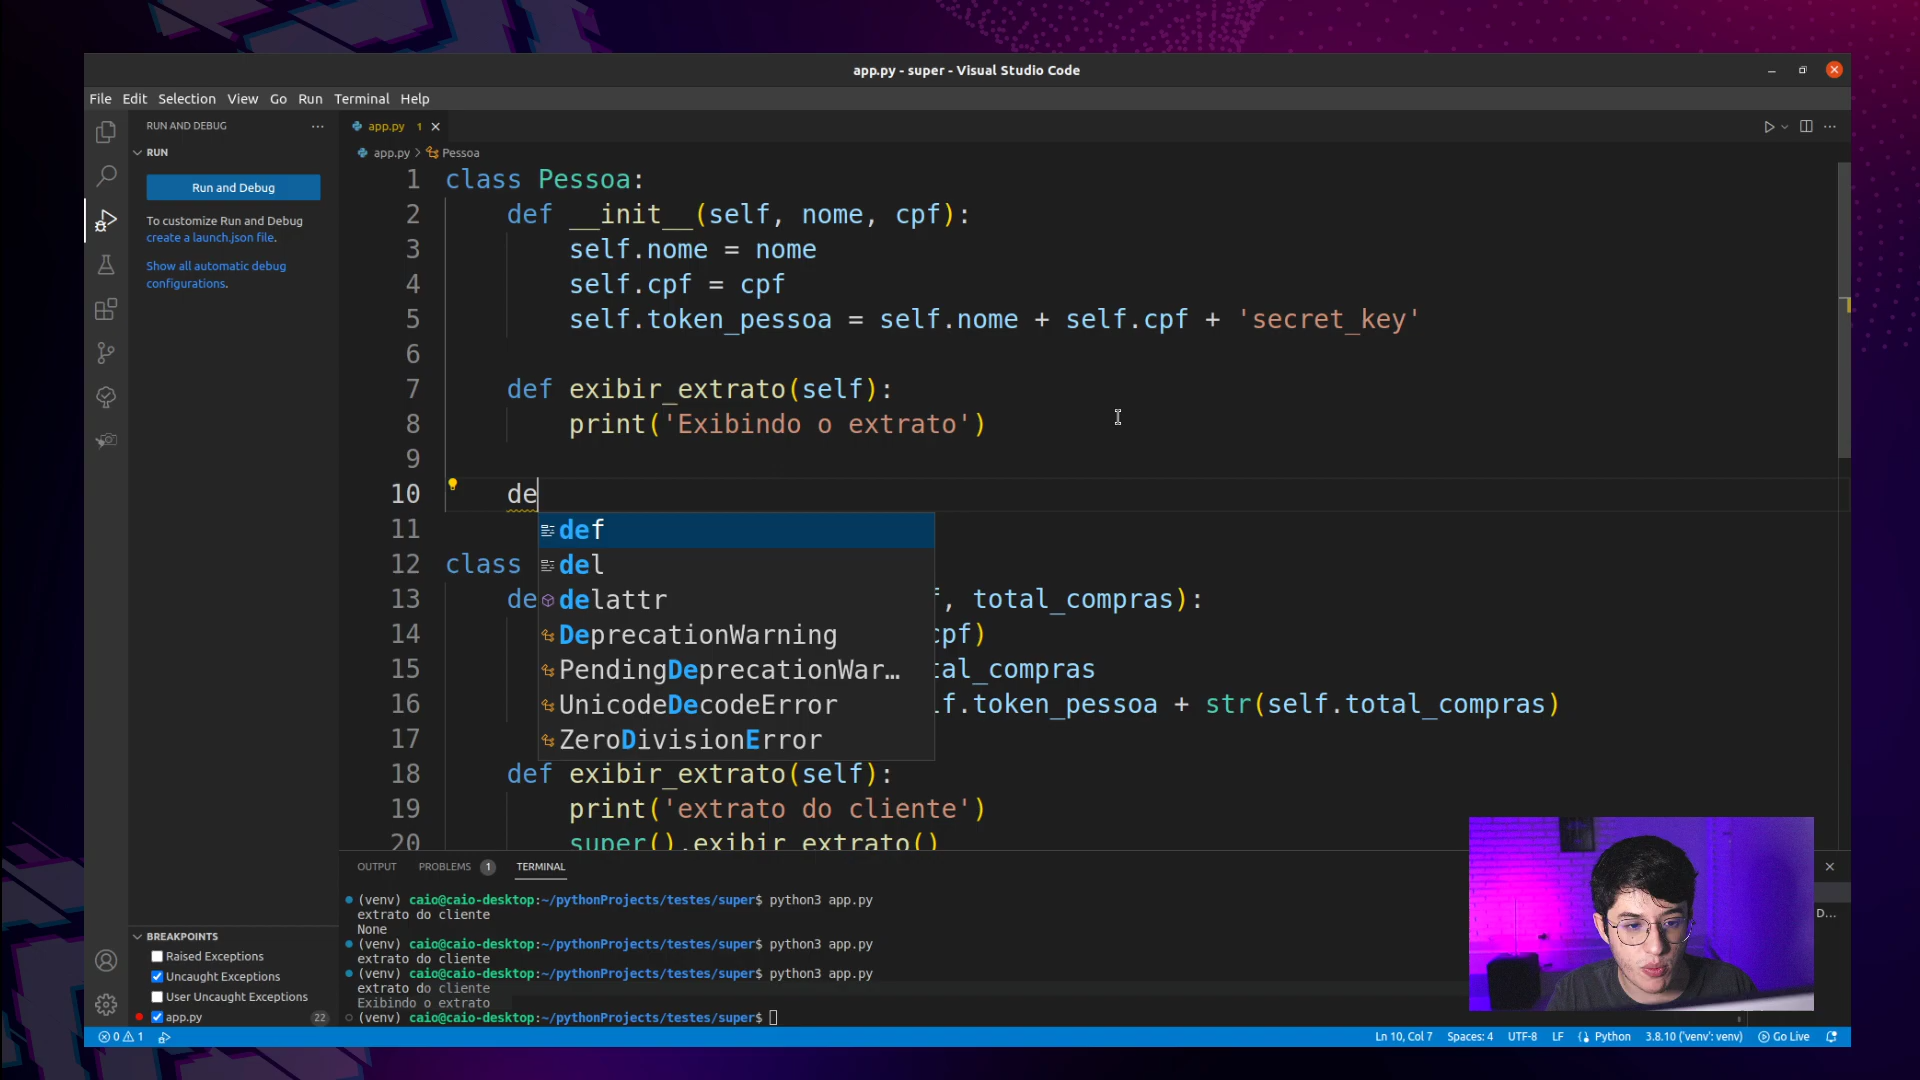 app.py - super - Visual Studio Code
File Edit Selection View Go Run Terminal Help
RUN AND DEBUG ...
RUN
Run and Debug
To customize Run and Debug
create a launch.json file.
Show all automatic debug
configurations.
app.py 1
app.py > Pessoa
1 class Pessoa:
2 def __init__(self, nome, cpf):
3 self.nome = nome
4 self.cpf = cpf
5 self.token_pessoa = self.nome + self.cpf + 'secret_key'
6
7 def exibir_extrato(self):
8 print('Exibindo o extrato')
9
10 de
11 def
12 class del
13 de delattr f, total_compras):
14 DeprecationWarning cpf)
15 PendingDeprecationWar… tal_compras
16 UnicodeDecodeError lf.token_pessoa + str(self.total_compras)
17 ZeroDivisionError
18 def exibir_extrato(self):
19 print('extrato do cliente')
20 super().exibir_extrato()
OUTPUT PROBLEMS 1 TERMINAL
(venv) caio@caio-desktop:~/pythonProjects/testes/super$ python3 app.py
extrato do cliente
None
(venv) caio@caio-desktop:~/pythonProjects/testes/super$ python3 app.py
extrato do cliente
(venv) caio@caio-desktop:~/pythonProjects/testes/super$ python3 app.py
extrato do cliente
Exibindo o extrato
(venv) caio@caio-desktop:~/pythonProjects/testes/super$
D...
BREAKPOINTS
Raised Exceptions
Uncaught Exceptions
User Uncaught Exceptions
app.py 22
0 1
Ln 10, Col 7 Spaces: 4 UTF-8 LF Python 3.8.10 ('venv': venv) Go Live